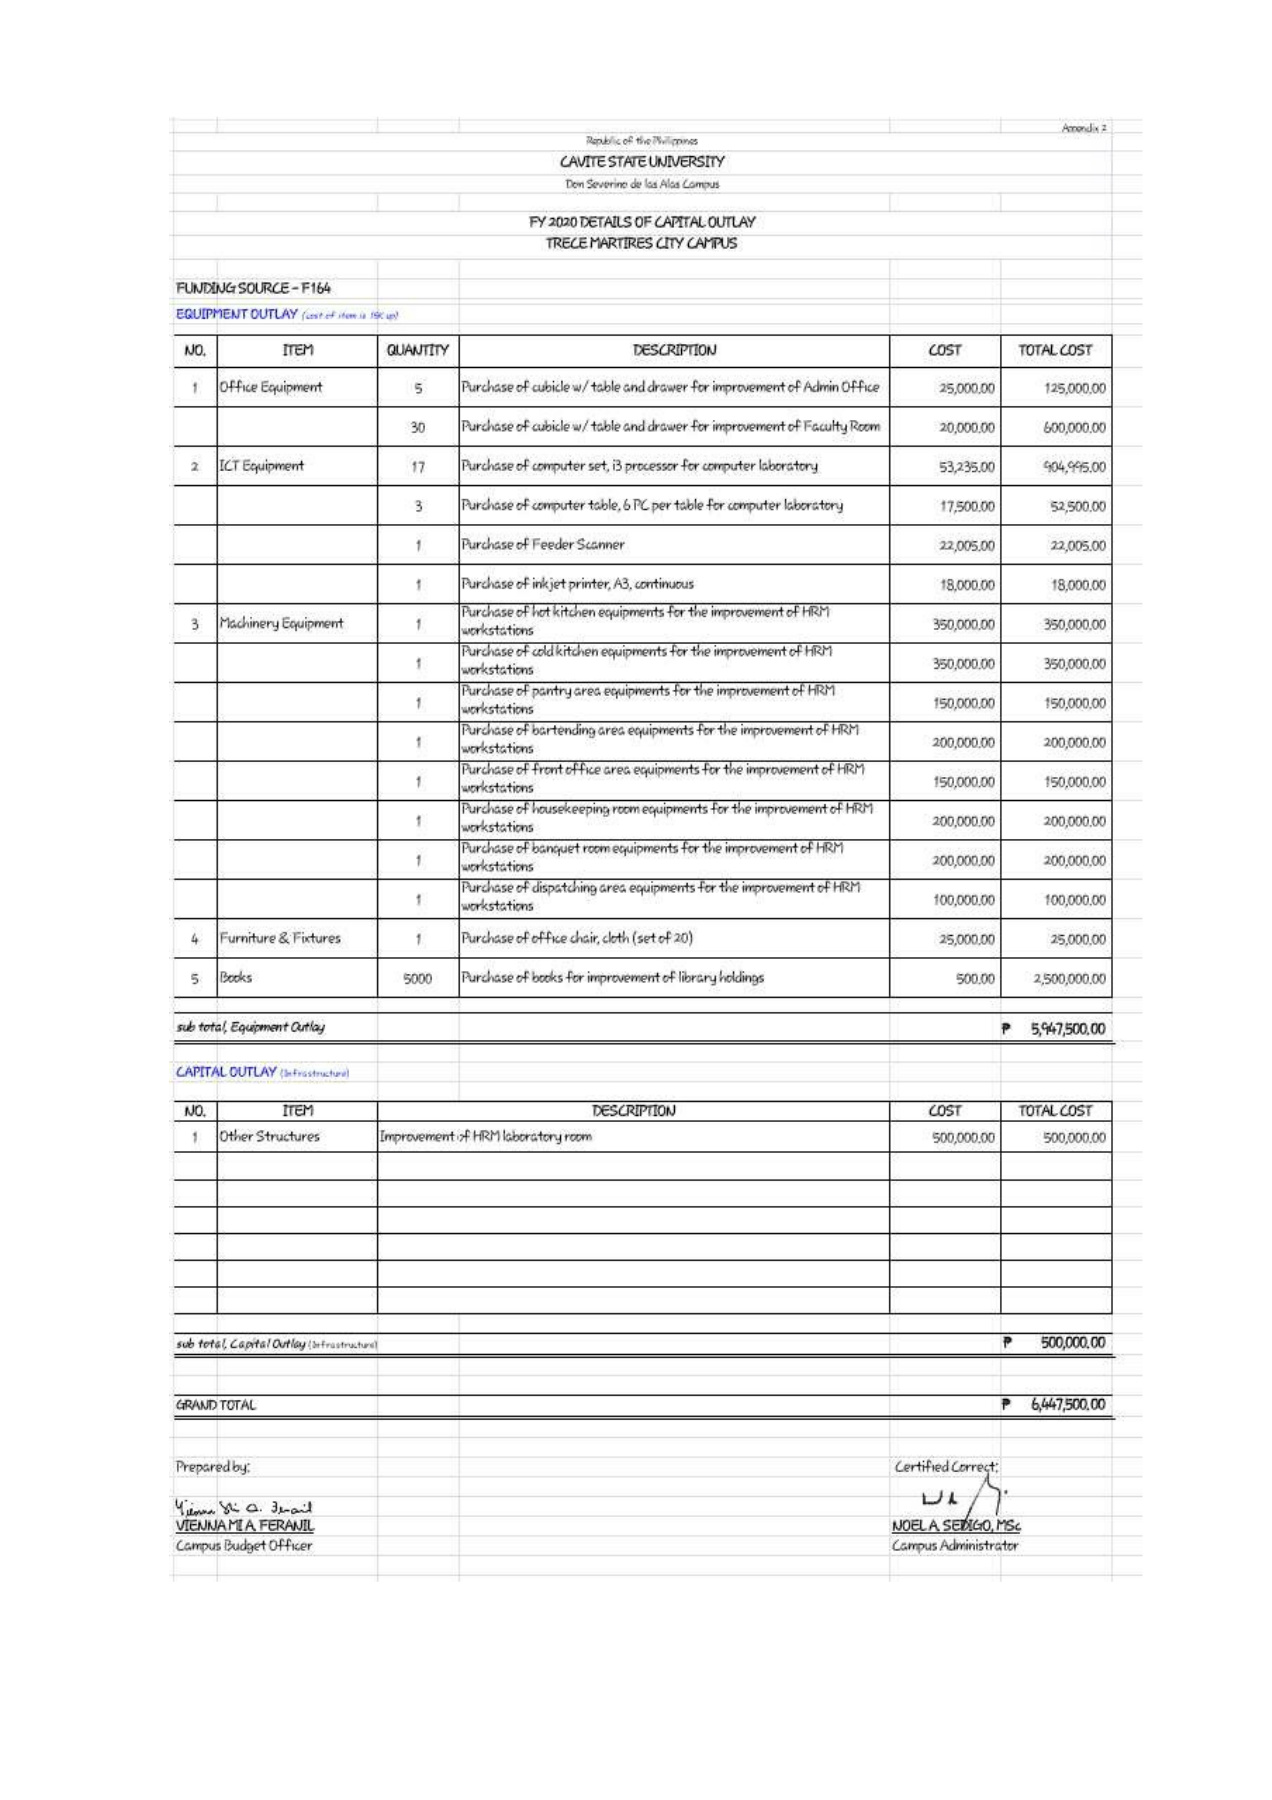 Appendix 2
Republic of the Philippines
CAVITE STATE UNIVERSITY
Don Severino de las Alas Campus
FY 2020 DETAILS OF CAPITAL OUTLAY
TRECE MARTIRES CITY CAMPUS
FUNDING SOURCE - F164
EQUIPMENT OUTLAY (cost of item is 15K up)
NO. ITEM QUANTITY DESCRIPTION COST TOTAL COST
1 Office Equipment 5 Purchase of cubicle w/ table and drawer for improvement of Admin Office 25,000.00 125,000.00
30 Purchase of cubicle w/ table and drawer for improvement of Faculty Room 20,000.00 600,000.00
2 ICT Equipment 17 Purchase of computer set, i3 processor for computer laboratory 53,235.00 904,995.00
3 Purchase of computer table, 6 PC per table for computer laboratory 17,500.00 52,500.00
1 Purchase of Feeder Scanner 22,005.00 22,005.00
1 Purchase of inkjet printer, A3, continuous 18,000.00 18,000.00
3 Machinery Equipment 1 Purchase of hot kitchen equipments for the improvement of HRM
workstations 350,000.00 350,000.00
1 Purchase of cold kitchen equipments for the improvement of HRM
workstations 350,000.00 350,000.00
1 Purchase of pantry area equipments for the improvement of HRM
workstations 150,000.00 150,000.00
1 Purchase of bartending area equipments for the improvement of HRM
workstations 200,000.00 200,000.00
1 Purchase of front office area equipments for the improvement of HRM
workstations 150,000.00 150,000.00
1 Purchase of housekeeping room equipments for the improvement of HRM
workstations 200,000.00 200,000.00
1 Purchase of banquet room equipments for the improvement of HRM
workstations 200,000.00 200,000.00
1 Purchase of dispatching area equipments for the improvement of HRM
workstations 100,000.00 100,000.00
4 Furniture & Fixtures 1 Purchase of office chair, cloth (set of 20) 25,000.00 25,000.00
5 Books 5000 Purchase of books for improvement of library holdings 500.00 2,500,000.00
sub total, Equipment Outlay ₱ 5,947,500.00
CAPITAL OUTLAY (Infrastructure)
NO. ITEM DESCRIPTION COST TOTAL COST
1 Other Structures Improvement of HRM laboratory room 500,000.00 500,000.00
sub total, Capital Outlay (Infrastructure) ₱ 500,000.00
GRAND TOTAL ₱ 6,447,500.00
Prepared by: Certified Correct:
VIENNA MI A. FERANIL NOEL A. SEDIGO, MSc
Campus Budget Officer Campus Administrator